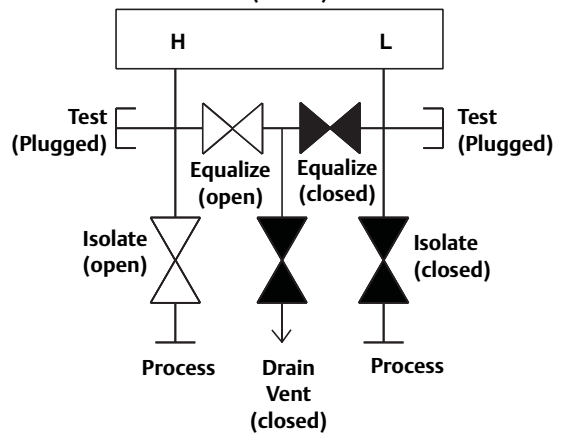 H
L
Test
(Plugged)
Test
(Plugged)
Equalize
(open)
Equalize
(closed)
Isolate
(open)
Isolate
(closed)
Process
Drain
Vent
(closed)
Process